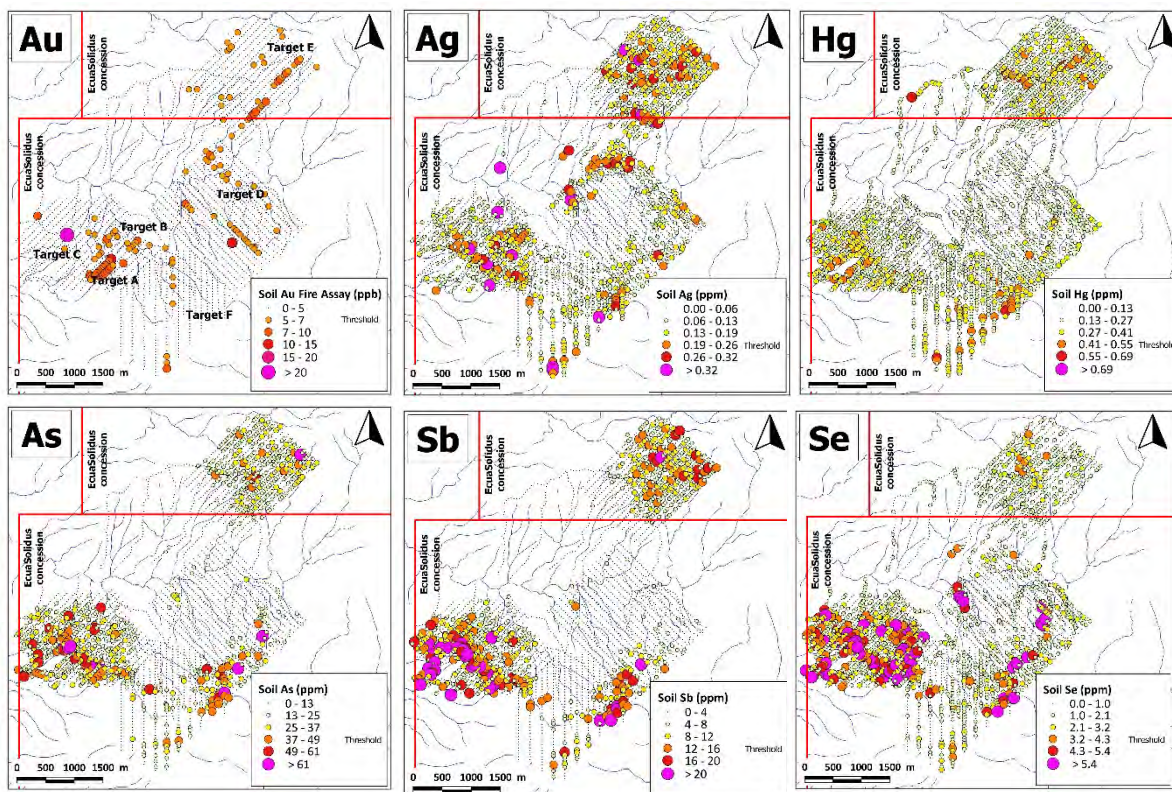 Au
EcuaSolidus
concession
Target E
EcuaSolidus
concession
Target D
Target B
Target C
Target A
Target F
Soil Au Fire Assay (ppb)
0 - 5
5 - 7 Threshold
7 - 10
10 - 15
15 - 20
> 20
0 500 1000 1500 m
Ag
EcuaSolidus
concession
EcuaSolidus
concession
Soil Ag (ppm)
0.00 - 0.06
0.06 - 0.13
0.13 - 0.19
0.19 - 0.26 Threshold
0.26 - 0.32
> 0.32
0 500 1000 1500 m
Hg
EcuaSolidus
concession
EcuaSolidus
concession
Soil Hg (ppm)
0.00 - 0.13
0.13 - 0.27
0.27 - 0.41
0.41 - 0.55 Threshold
0.55 - 0.69
> 0.69
0 500 1000 1500 m
As
EcuaSolidus
concession
EcuaSolidus
concession
Soil As (ppm)
0 - 13
13 - 25
25 - 37
37 - 49 Threshold
49 - 61
> 61
0 500 1000 1500 m
Sb
EcuaSolidus
concession
EcuaSolidus
concession
Soil Sb (ppm)
0 - 4
4 - 8
8 - 12
12 - 16 Threshold
16 - 20
> 20
0 500 1000 1500 m
Se
EcuaSolidus
concession
EcuaSolidus
concession
Soil Se (ppm)
0.0 - 1.0
1.0 - 2.1
2.1 - 3.2
3.2 - 4.3 Threshold
4.3 - 5.4
> 5.4
0 500 1000 1500 m